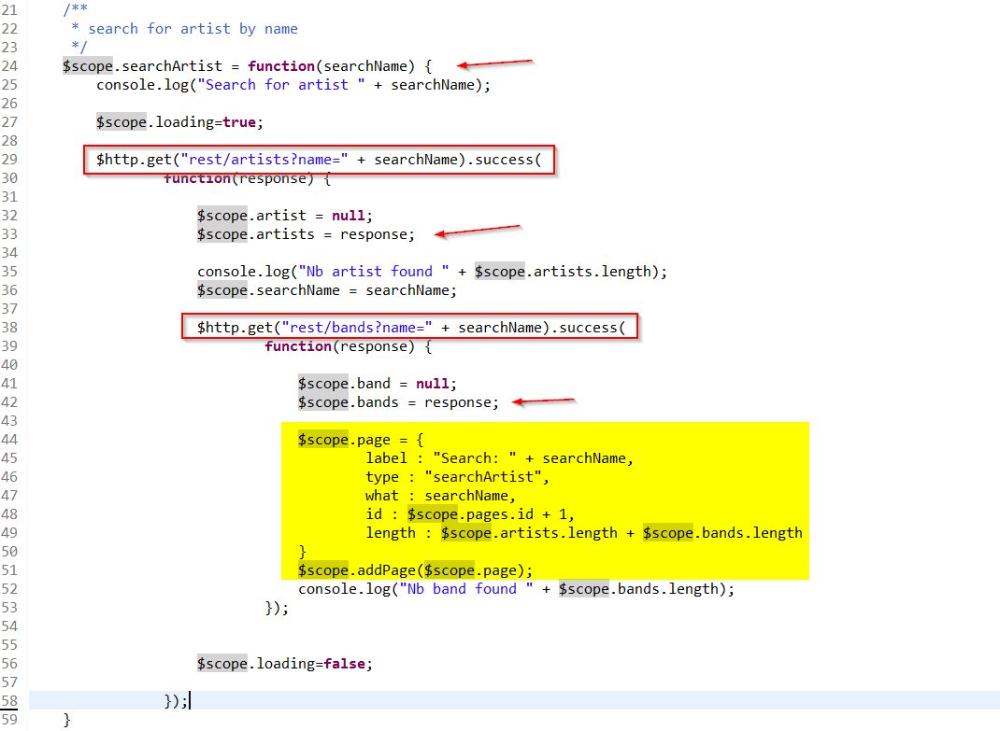 21 /**
22 * search for artist by name
23 */
24 $scope.searchArtist = function(searchName) {
25 console.log("Search for artist " + searchName);
26
27 $scope.loading=true;
28
29 $http.get("rest/artists?name=" + searchName).success(
30 function(response) {
31
32 $scope.artist = null;
33 $scope.artists = response;
34
35 console.log("Nb artist found " + $scope.artists.length);
36 $scope.searchName = searchName;
37
38 $http.get("rest/bands?name=" + searchName).success(
39 function(response) {
40
41 $scope.band = null;
42 $scope.bands = response;
43
44 $scope.page = {
45 label : "Search: " + searchName,
46 type : "searchArtist",
47 what : searchName,
48 id : $scope.pages.id + 1,
49 length : $scope.artists.length + $scope.bands.length
50 }
51 $scope.addPage($scope.page);
52 console.log("Nb band found " + $scope.bands.length);
53 });
54
55
56 $scope.loading=false;
57
58 });
59 }